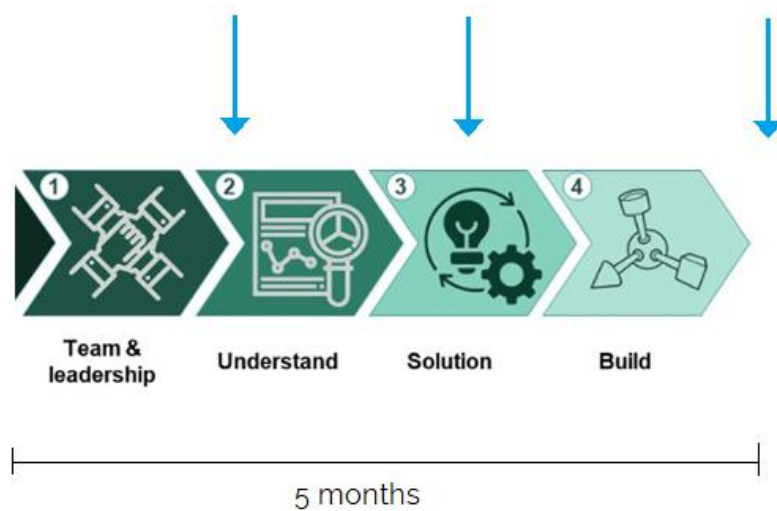 1
2
3
4
Team &
leadership
Understand
Solution
Build
5 months